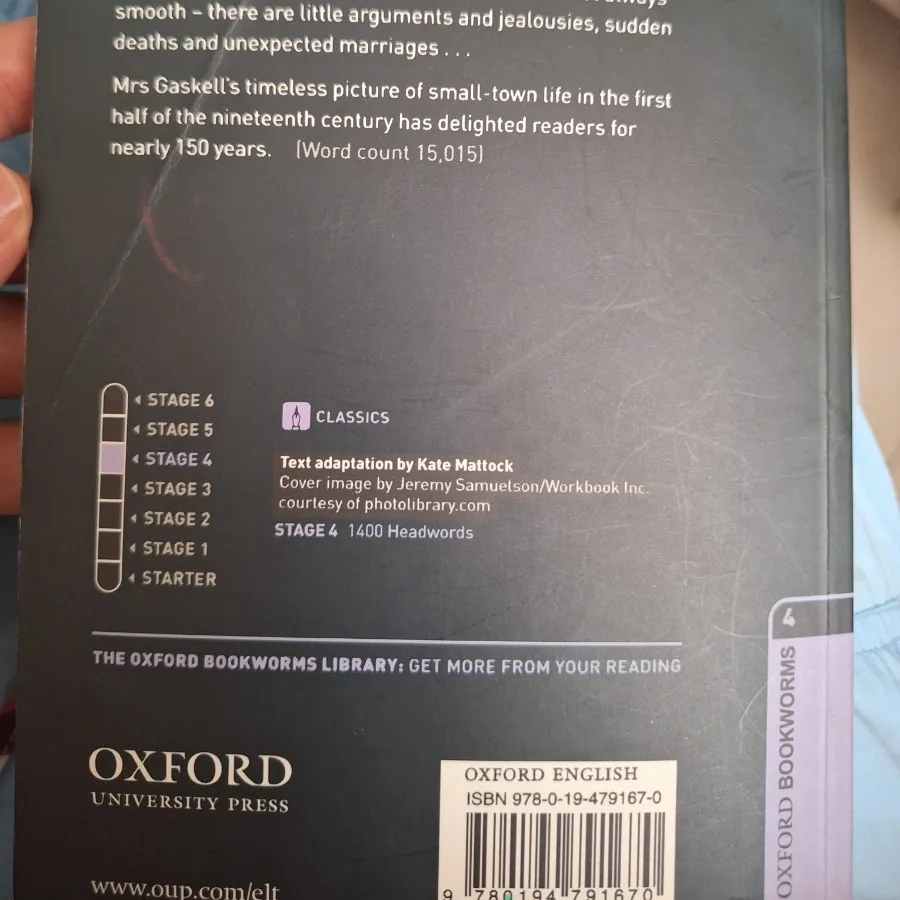 smooth – there are little arguments and jealousies, sudden
deaths and unexpected marriages . . .
Mrs Gaskell's timeless picture of small-town life in the first
half of the nineteenth century has delighted readers for
nearly 150 years. (Word count 15,015)
STAGE 6
STAGE 5
STAGE 4
STAGE 3
STAGE 2
STAGE 1
STARTER
CLASSICS
Text adaptation by Kate Mattock
Cover image by Jeremy Samuelson/Workbook Inc.
courtesy of photolibrary.com
STAGE 4 1400 Headwords
THE OXFORD BOOKWORMS LIBRARY: GET MORE FROM YOUR READING
OXFORD
UNIVERSITY PRESS
www.oup.com/elt
OXFORD ENGLISH
ISBN 978-0-19-479167-0
9 780194 791670
4
OXFORD BOOKWORMS